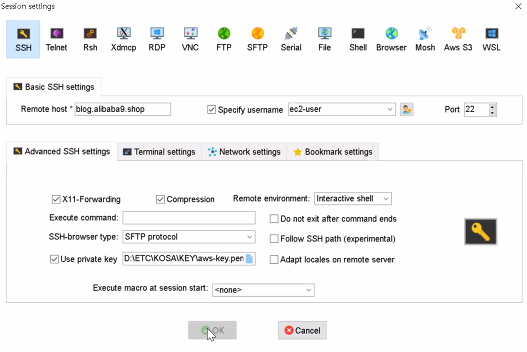 Session settings
SSH Telnet Rsh Xdmcp RDP VNC FTP SFTP Serial File Shell Browser Mosh Aws S3 WSL
Basic SSH settings
Remote host * blog.alibaba9.shop Specify username ec2-user Port 22
Advanced SSH settings Terminal settings Network settings Bookmark settings
X11-Forwarding Compression Remote environment: Interactive shell
Execute command: Do not exit after command ends
SSH-browser type: SFTP protocol Follow SSH path (experimental)
Use private key D:\ETC\KOSA\KEY\aws-key.pem Adapt locales on remote server
Execute macro at session start: <none>
OK Cancel